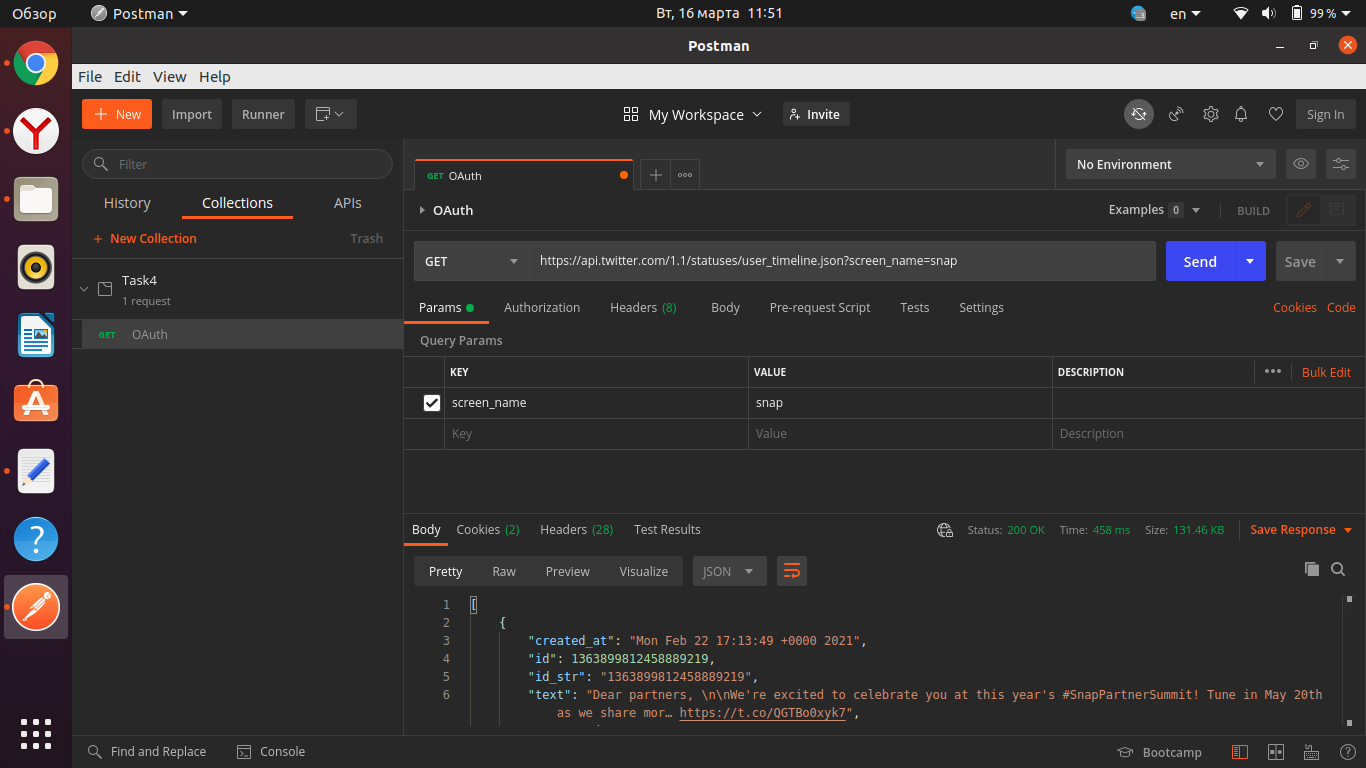 Обзор
Postman
Вт, 16 марта 11:51
en
99 %
Postman
File Edit View Help
New
Import
Runner
My Workspace
Invite
Sign In
Filter
History Collections APIs
+ New Collection Trash
Task4
1 request
GET OAuth
GET OAuth
No Environment
OAuth
Examples 0
BUILD
GET
https://api.twitter.com/1.1/statuses/user_timeline.json?screen_name=snap
Send
Save
Params Authorization Headers (8) Body Pre-request Script Tests Settings Cookies Code
Query Params
KEY VALUE DESCRIPTION ••• Bulk Edit
screen_name snap
Key Value Description
Body Cookies (2) Headers (28) Test Results Status: 200 OK Time: 458 ms Size: 131.46 KB Save Response
Pretty Raw Preview Visualize JSON
1 [
2 {
3 "created_at": "Mon Feb 22 17:13:49 +0000 2021",
4 "id": 1363899812458889219,
5 "id_str": "1363899812458889219",
6 "text": "Dear partners, \n\nWe're excited to celebrate you at this year's #SnapPartnerSummit! Tune in May 20th
as we share mor… https://t.co/QGTBo0xyk7",
Find and Replace Console Bootcamp